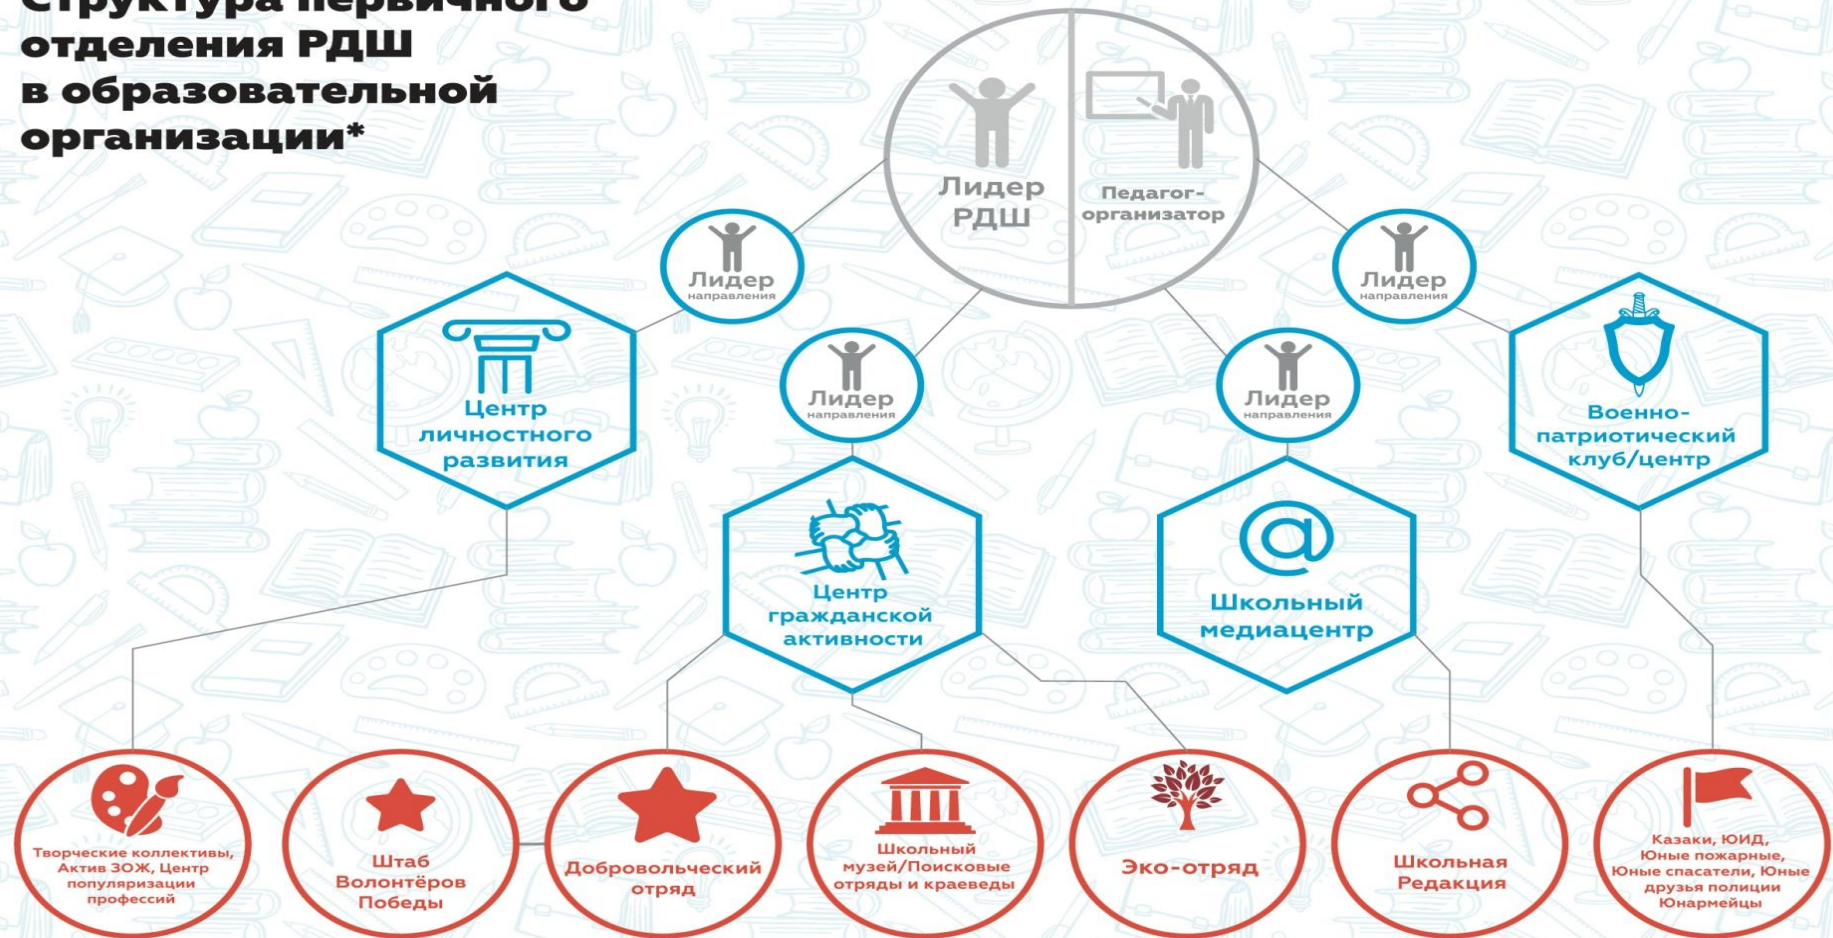 Структура первичного
отделения РДШ
в образовательной
организации*
Лидер
РДШ
Педагог-
организатор
Лидер
направления
Лидер
направления
Лидер
направления
Лидер
направления
Центр
личностного
развития
Центр
гражданской
активности
@
Школьный
медиацентр
Военно-
патриотический
клуб/центр
Творческие коллективы,
Актив ЗОЖ, Центр
популяризации
профессий
Штаб
Волонтёров
Победы
Добровольческий
отряд
Школьный
музей/Поисковые
отряды и краеведы
Эко-отряд
Школьная
Редакция
Казаки, ЮИД,
Юные пожарные,
Юные спасатели, Юные
друзья полиции
Юнармейцы